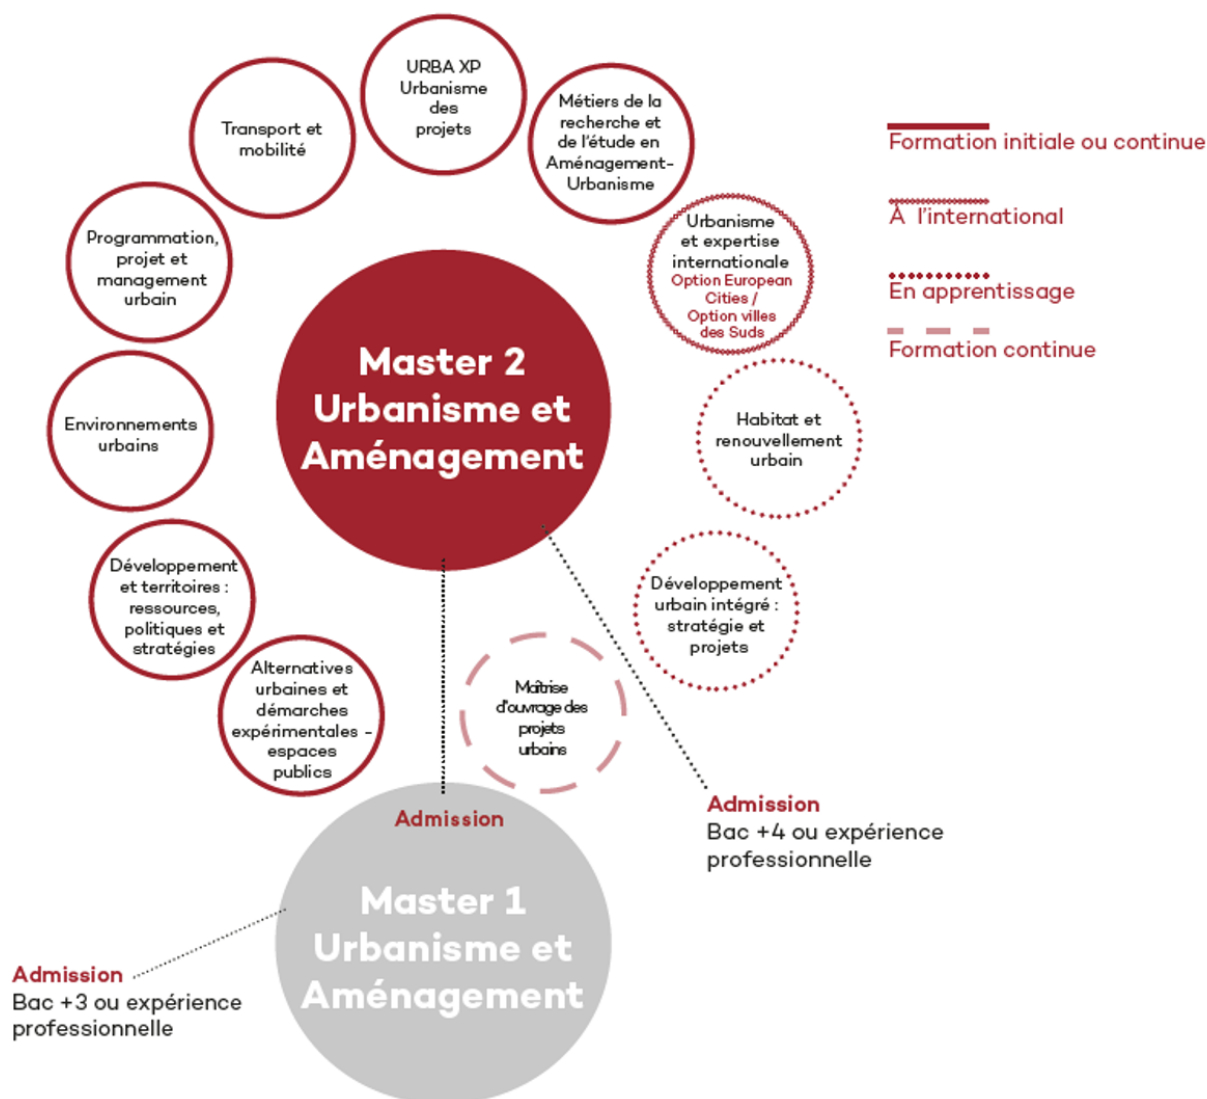 URBA XP
Urbanisme
des
projets
Transport et
mobilité
Métiers de la
recherche et
de l'étude en
Aménagement-
Urbanisme
Formation initiale ou continue
À l'international
En apprentissage
Formation continue
Programmation,
projet et
management
urbain
Urbanisme
et expertise
internationale
Option European
Cities /
Option villes
des Suds
Master 2
Urbanisme et
Aménagement
Environnements
urbains
Habitat et
renouvellement
urbain
Développement
et territoires :
ressources,
politiques et
stratégies
Développement
urbain intégré :
stratégie et
projets
Alternatives
urbaines et
démarches
expérimentales -
espaces
publics
Maîtrise
d'ouvrage des
projets
urbains
Admission
Admission
Bac +4 ou expérience
professionnelle
Master 1
Urbanisme et
Aménagement
Admission
Bac +3 ou expérience
professionnelle